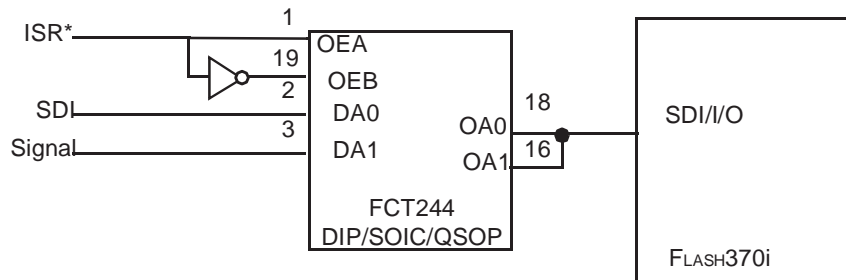 ISR*
1
OEA
19
OEB
2
SDI
DA0
3
Signal
DA1
18
OA0
16
OA1
SDI/I/O
FCT244
DIP/SOIC/QSOP
FLASH370i